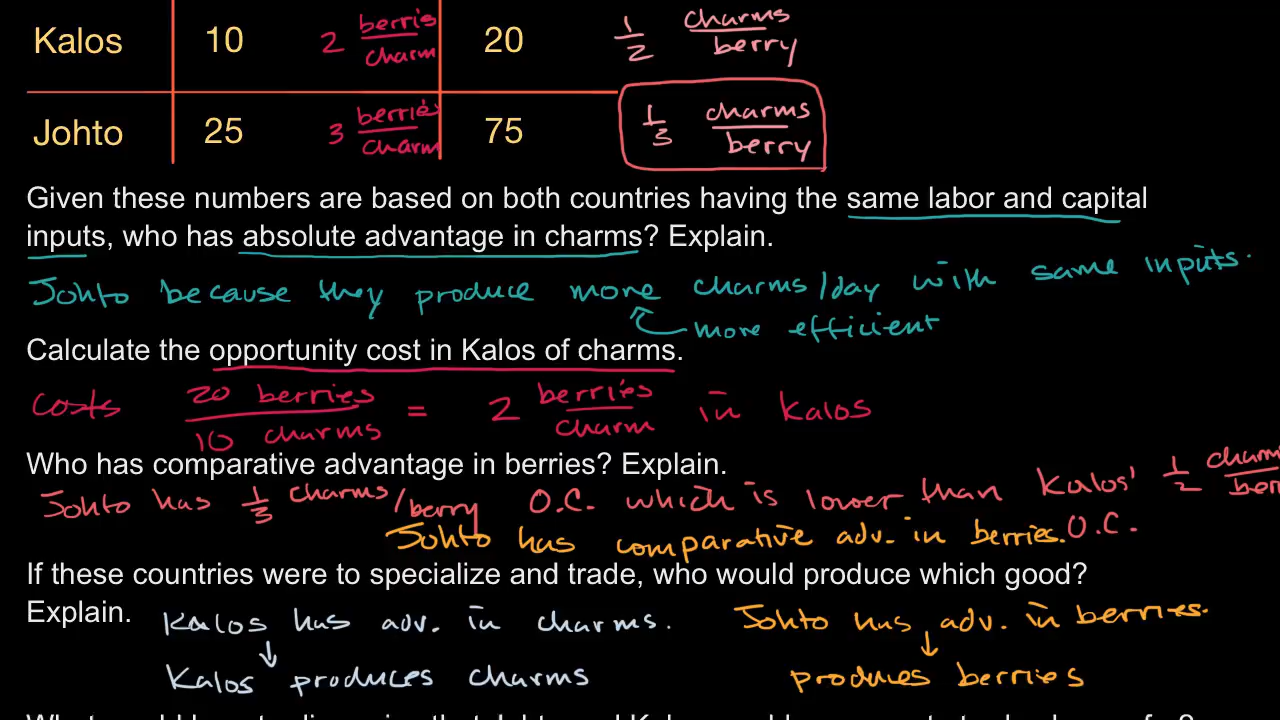 Kalos 10 2 berries/charm 20 1/2 charms/berry
Johto 25 3 berries/charm 75 1/3 charms/berry
Given these numbers are based on both countries having the same labor and capital
inputs, who has absolute advantage in charms? Explain.
Johto because they produce more charms/day with same inputs.
more efficient
Calculate the opportunity cost in Kalos of charms.
costs 20 berries/10 charms = 2 berries/charm in Kalos
Who has comparative advantage in berries? Explain.
Johto has 1/3 charms/berry O.C. which is lower than Kalos' 1/2
O.C.
Johto has comparative adv. in berries.
If these countries were to specialize and trade, who would produce which good?
Explain.
Kalos has adv. in charms. Johto has adv. in berries.
Kalos produces charms produces berries